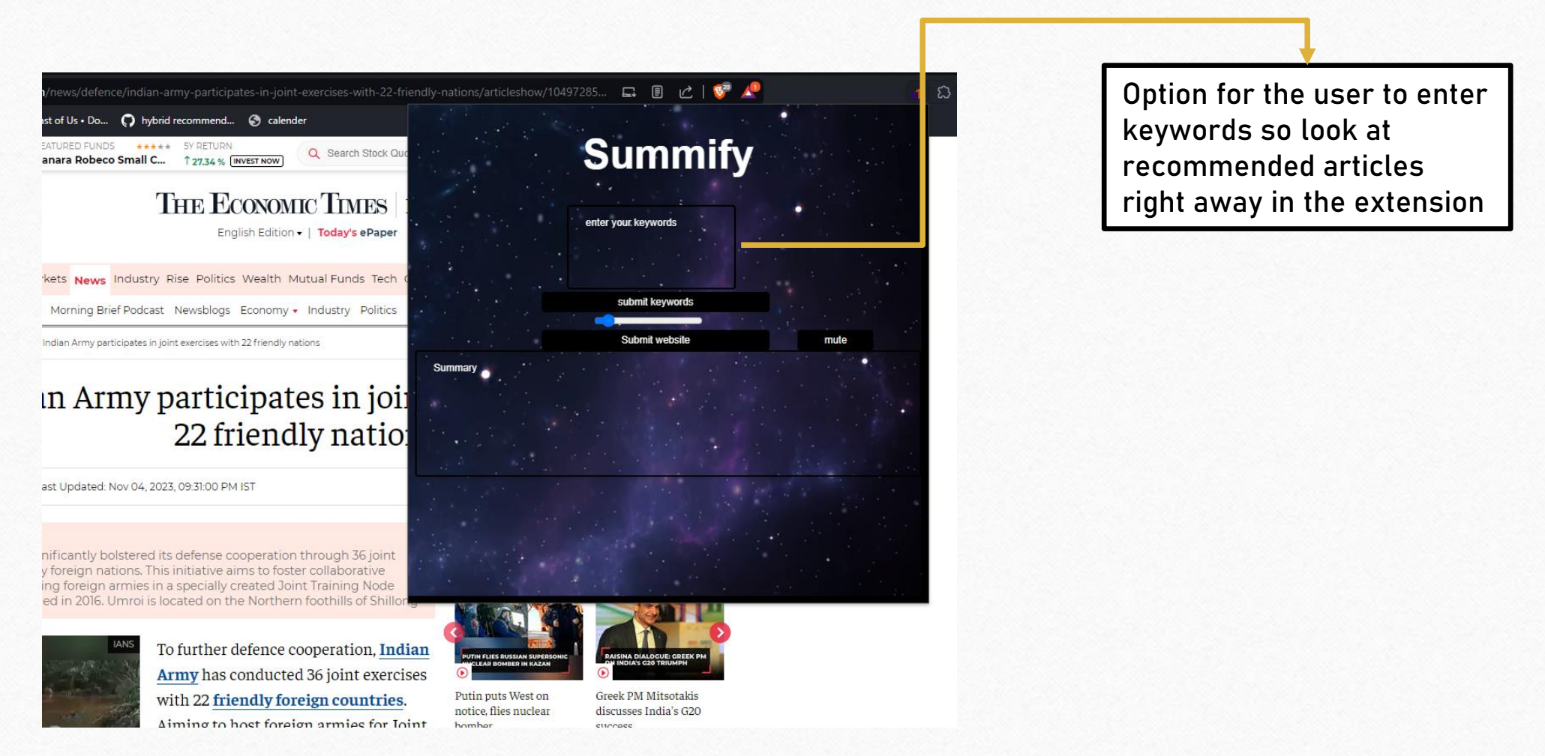 n/news/defence/indian-army-participates-in-joint-exercises-with-22-friendly-nations/articleshow/10497285...
ast of Us • Do... hybrid recommend... calender
EATURED FUNDS ★★★★★ 5Y RETURN
anara Robeco Small C... ↑27.34 % INVEST NOW Search Stock Quo
THE ECONOMIC TIMES |
English Edition ▾ | Today's ePaper
kets News Industry Rise Politics Wealth Mutual Funds Tech
Morning Brief Podcast Newsblogs Economy ▾ Industry Politics
Indian Army participates in joint exercises with 22 friendly nations
an Army participates in join
22 friendly nation
ast Updated: Nov 04, 2023, 09:31:00 PM IST
nificantly bolstered its defense cooperation through 36 joint
y foreign nations. This initiative aims to foster collaborative
ing foreign armies in a specially created Joint Training Node
ed in 2016. Umroi is located on the Northern foothills of Shillong
IANS
To further defence cooperation, Indian
Army has conducted 36 joint exercises
with 22 friendly foreign countries.
Aiming to host foreign armies for Joint
Summify
enter your keywords
submit keywords
Submit website
mute
Summary
PUTIN FLIES RUSSIAN SUPERSONIC
NUCLEAR BOMBER IN KAZAN
Putin puts West on
notice, flies nuclear
bomber
RAISINA DIALOGUE: GREEK PM
ON INDIA'S G20 TRIUMPH
Greek PM Mitsotakis
discusses India's G20
success
Option for the user to enter
keywords so look at
recommended articles
right away in the extension